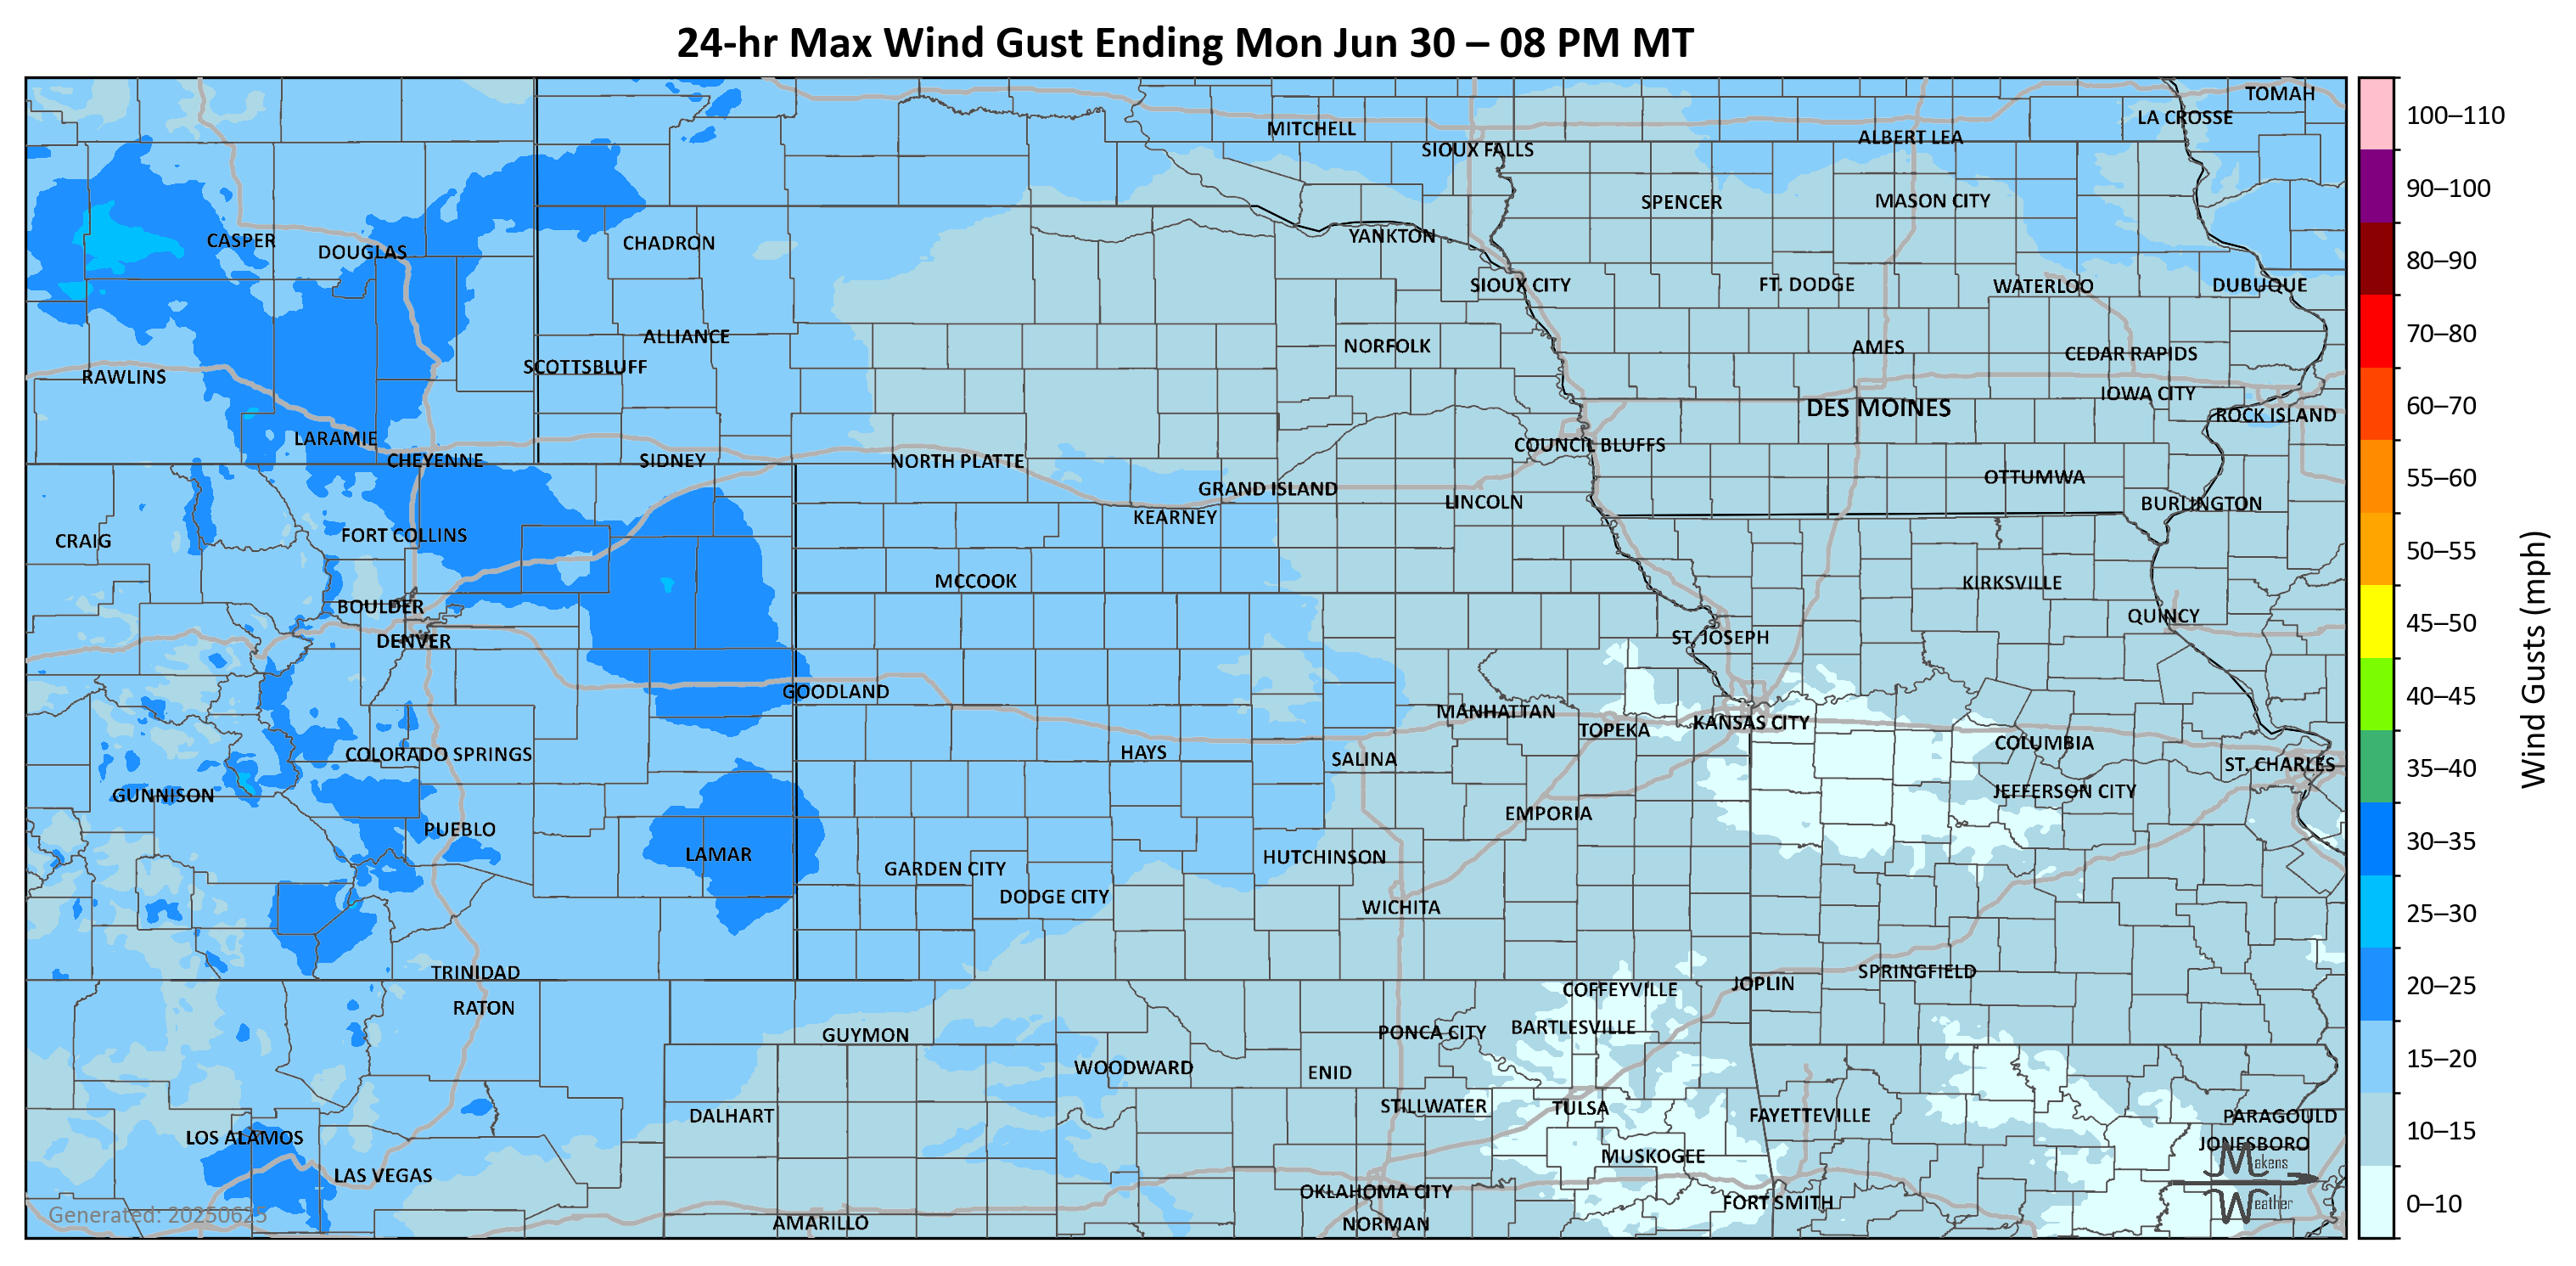 24-hr Max Wind Gust Ending Mon Jun 30 – 08 PM MT
TOMAH
LA CROSSE
MITCHELL
ALBERT LEA
SIOUX FALLS
SPENCER
MASON CITY
YANKTON
CASPER
DOUGLAS
CHADRON
SIOUX CITY
FT. DODGE
WATERLOO
DUBUQUE
ALLIANCE
NORFOLK
AMES
CEDAR RAPIDS
SCOTTSBLUFF
RAWLINS
IOWA CITY
DES MOINES
ROCK ISLAND
LARAMIE
COUNCIL BLUFFS
CHEYENNE
SIDNEY
NORTH PLATTE
OTTUMWA
GRAND ISLAND
LINCOLN
BURLINGTON
KEARNEY
FORT COLLINS
CRAIG
MCCOOK
KIRKSVILLE
BOULDER
QUINCY
DENVER
ST. JOSEPH
GOODLAND
MANHATTAN
KANSAS CITY
TOPEKA
COLUMBIA
COLORADO SPRINGS
HAYS
SALINA
ST. CHARLES
GUNNISON
JEFFERSON CITY
EMPORIA
PUEBLO
LAMAR
HUTCHINSON
GARDEN CITY
DODGE CITY
WICHITA
TRINIDAD
SPRINGFIELD
JOPLIN
COFFEYVILLE
RATON
BARTLESVILLE
PONCA CITY
GUYMON
WOODWARD
ENID
STILLWATER
TULSA
DALHART
FAYETTEVILLE
PARAGOULD
LOS ALAMOS
JONESBORO
MUSKOGEE
LAS VEGAS
OKLAHOMA CITY
FORT SMITH
AMARILLO
NORMAN
Generated: 20250625
Makens
Weather
100–110
90–100
80–90
70–80
60–70
55–60
50–55
45–50
40–45
35–40
30–35
25–30
20–25
15–20
10–15
0–10
Wind Gusts (mph)